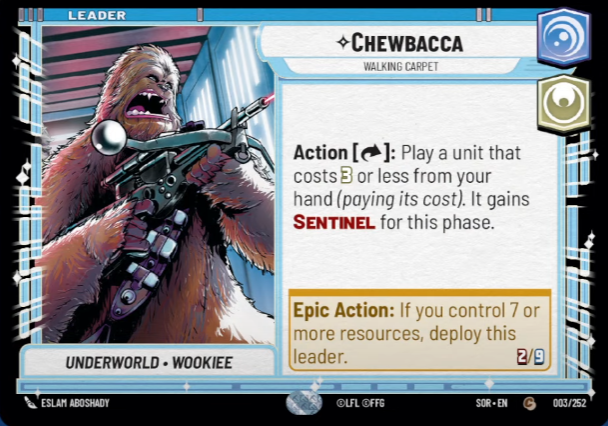 LEADER
CHEWBACCA
WALKING CARPET
Action [ ]: Play a unit that
costs 3 or less from your
hand (paying its cost). It gains
SENTINEL for this phase.
Epic Action: If you control 7 or
more resources, deploy this
leader.
2/9
UNDERWORLD • WOOKIEE
ESLAM ABOSHADY
©LFL ©FFG
SOR • EN
C
003/252